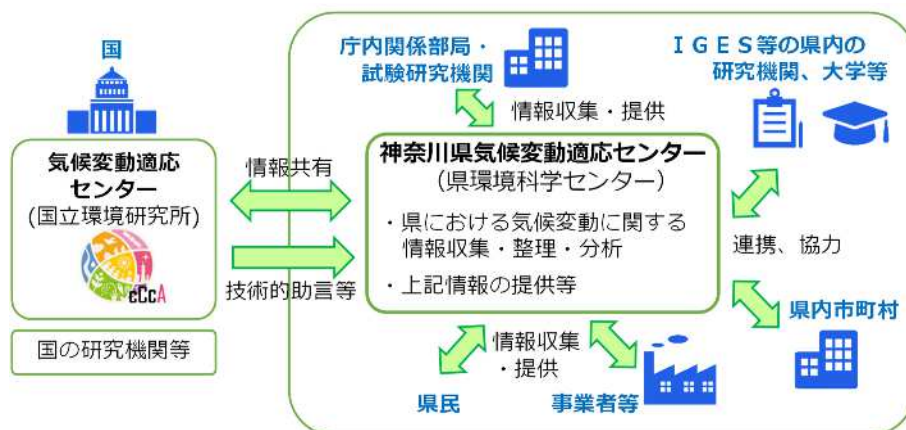 国
気候変動適応
センター
(国立環境研究所)
CCCA
国の研究機関等
情報共有
技術的助言等
庁内関係部局・
試験研究機関
情報収集・提供
ＩＧＥＳ等の県内の
研究機関、大学等
神奈川県気候変動適応センター
（県環境科学センター）
・県における気候変動に関する
情報収集・整理・分析
・上記情報の提供等
連携、協力
県内市町村
情報収集
・提供
県民
事業者等